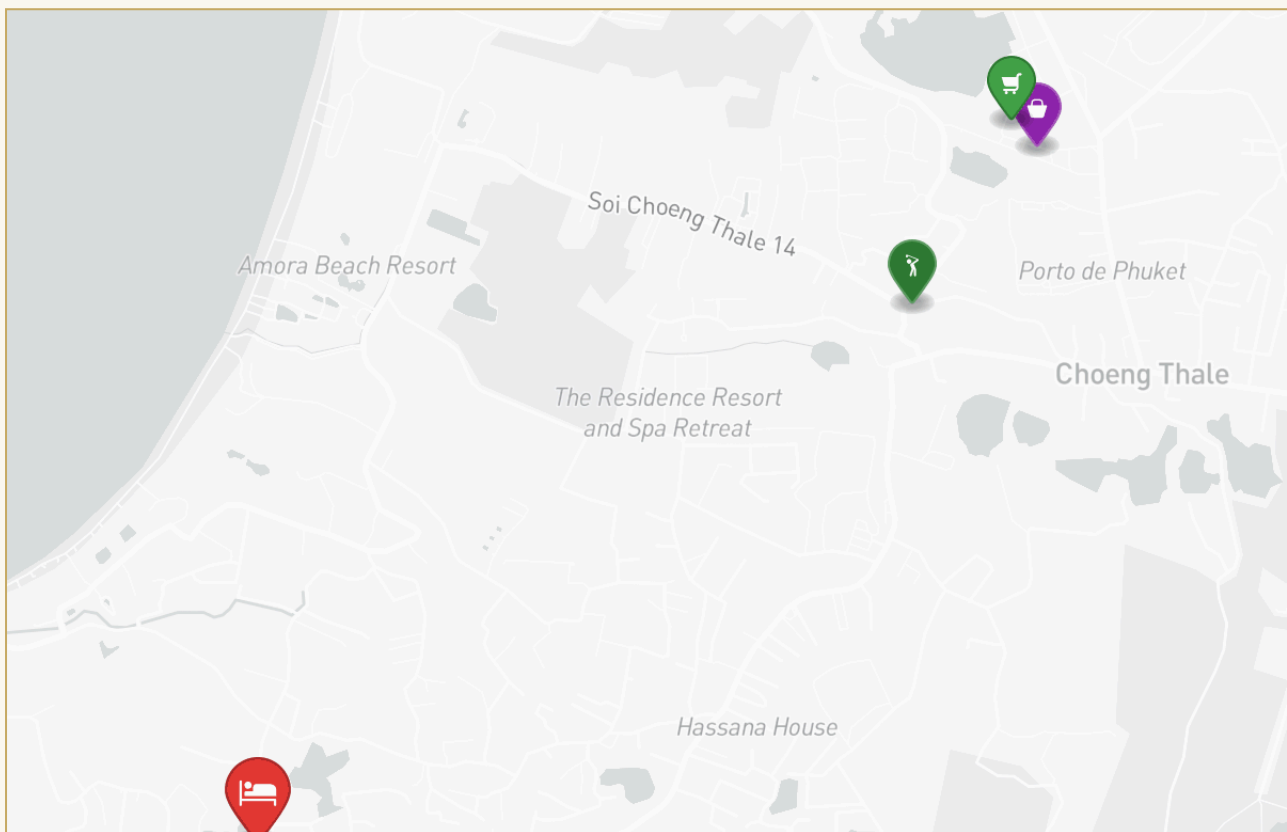 Soi Choeng Thale 14
Amora Beach Resort
Porto de Phuket
Choeng Thale
The Residence Resort
and Spa Retreat
Hassana House